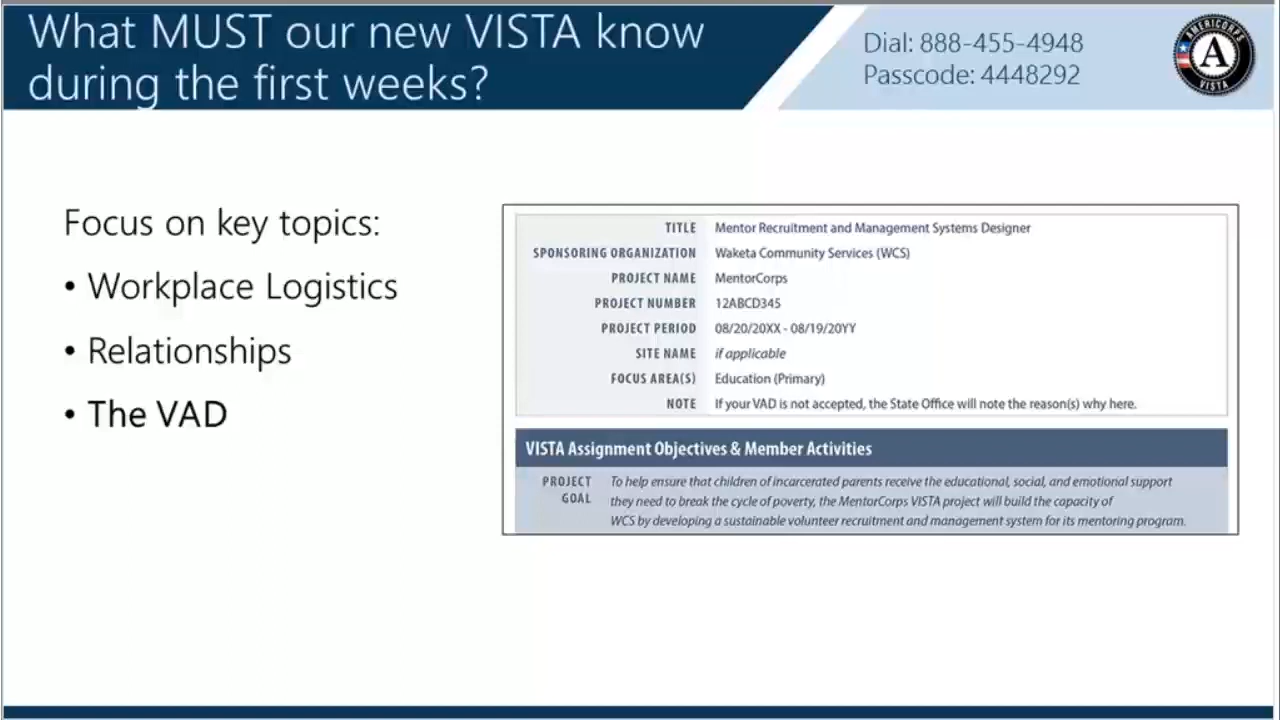 What MUST our new VISTA know
during the first weeks?
Dial: 888-455-4948
Passcode: 4448292
AMERICORPS
A
VISTA
Focus on key topics:
• Workplace Logistics
• Relationships
• The VAD
TITLE Mentor Recruitment and Management Systems Designer
SPONSORING ORGANIZATION Waketa Community Services (WCS)
PROJECT NAME MentorCorps
PROJECT NUMBER 12ABCD345
PROJECT PERIOD 08/20/20XX - 08/19/20YY
SITE NAME if applicable
FOCUS AREA(S) Education (Primary)
NOTE If your VAD is not accepted, the State Office will note the reason(s) why here.
VISTA Assignment Objectives & Member Activities
PROJECT GOAL To help ensure that children of incarcerated parents receive the educational, social, and emotional support
they need to break the cycle of poverty, the MentorCorps VISTA project will build the capacity of
WCS by developing a sustainable volunteer recruitment and management system for its mentoring program.